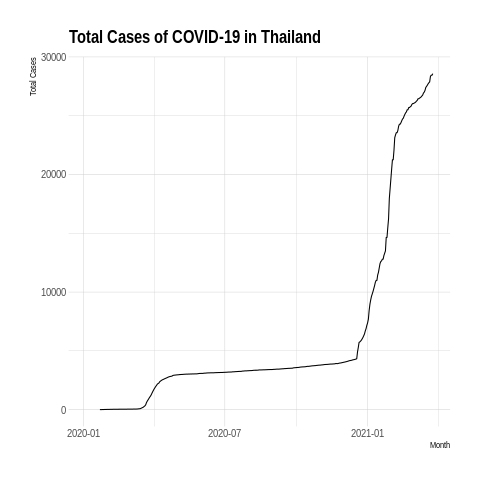 Total Cases of COVID-19 in Thailand
Total Cases
30000
20000
10000
0
2020-01 2020-07 2021-01
Month